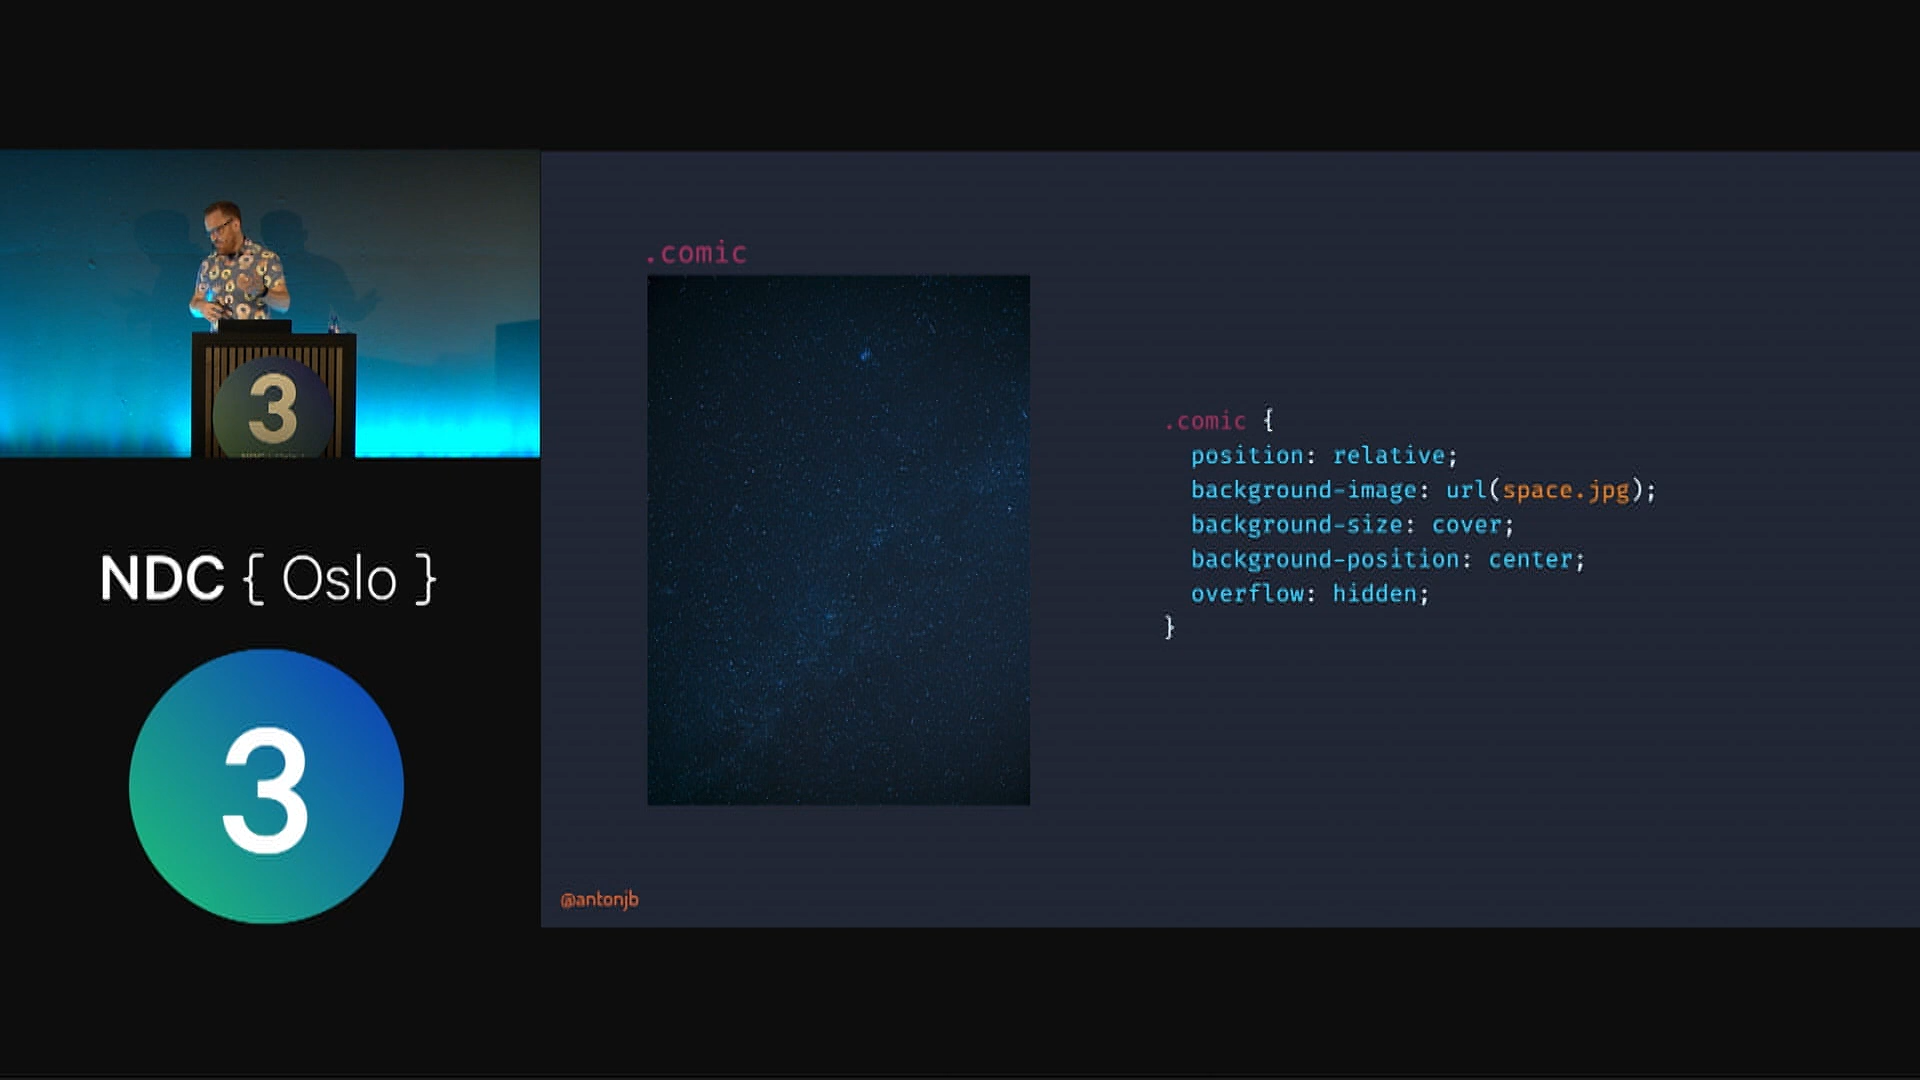 3
NDC { Oslo }
3
.comic
.comic {
position: relative;
background-image: url(space.jpg);
background-size: cover;
background-position: center;
overflow: hidden;
}
@antonjb